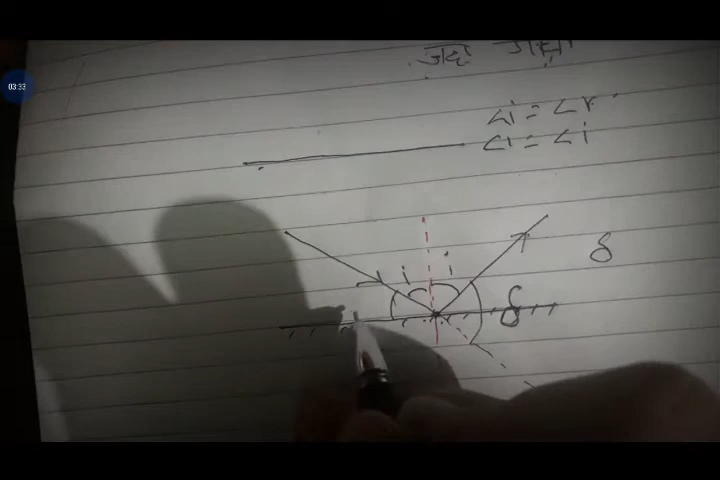 03:33
∠i = ∠r
∠i = ∠i
i i
δ
δ